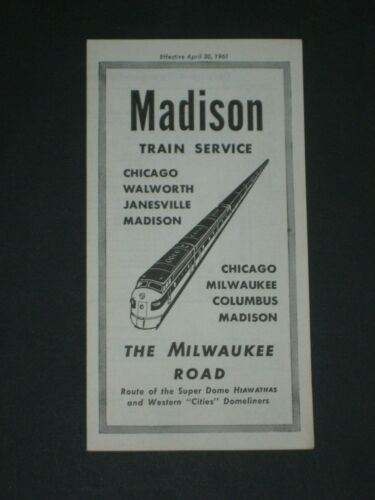 Effective April 30, 1961
Madison
TRAIN SERVICE
CHICAGO
WALWORTH
JANESVILLE
MADISON
CHICAGO
MILWAUKEE
COLUMBUS
MADISON
THE MILWAUKEE
ROAD
Route of the Super Dome HIAWATHAS
and Western "Cities" Domeliners